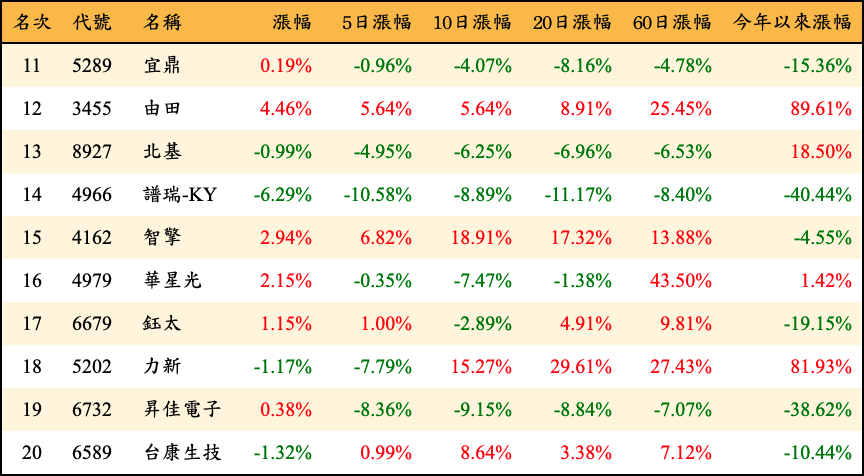 名次 代號 名稱 漲幅 5日漲幅 10日漲幅 20日漲幅 60日漲幅 今年以來漲幅
11 5289 宜鼎 0.19% -0.96% -4.07% -8.16% -4.78% -15.36%
12 3455 由田 4.46% 5.64% 5.64% 8.91% 25.45% 89.61%
13 8927 北基 -0.99% -4.95% -6.25% -6.96% -6.53% 18.50%
14 4966 譜瑞-KY -6.29% -10.58% -8.89% -11.17% -8.40% -40.44%
15 4162 智擎 2.94% 6.82% 18.91% 17.32% 13.88% -4.55%
16 4979 華星光 2.15% -0.35% -7.47% -1.38% 43.50% 1.42%
17 6679 鈺太 1.15% 1.00% -2.89% 4.91% 9.81% -19.15%
18 5202 力新 -1.17% -7.79% 15.27% 29.61% 27.43% 81.93%
19 6732 昇佳電子 0.38% -8.36% -9.15% -8.84% -7.07% -38.62%
20 6589 台康生技 -1.32% 0.99% 8.64% 3.38% 7.12% -10.44%